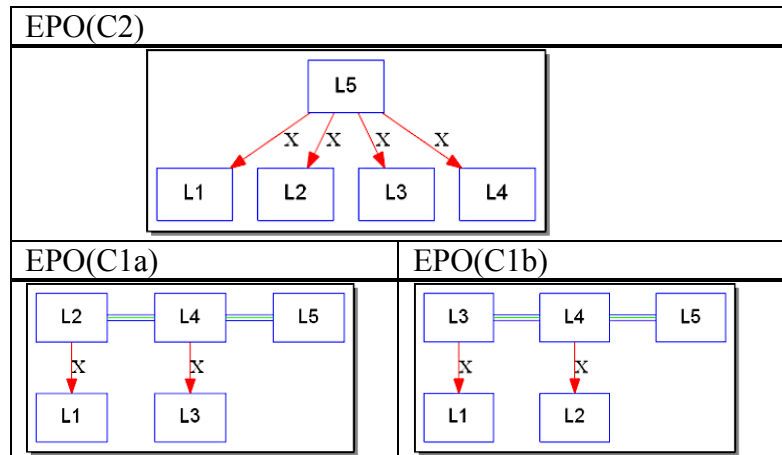 EPO(C2)
L5
X X X X
L1 L2 L3 L4
EPO(C1a)
L2 L4 L5
X X
L1 L3
EPO(C1b)
L3 L4 L5
X X
L1 L2